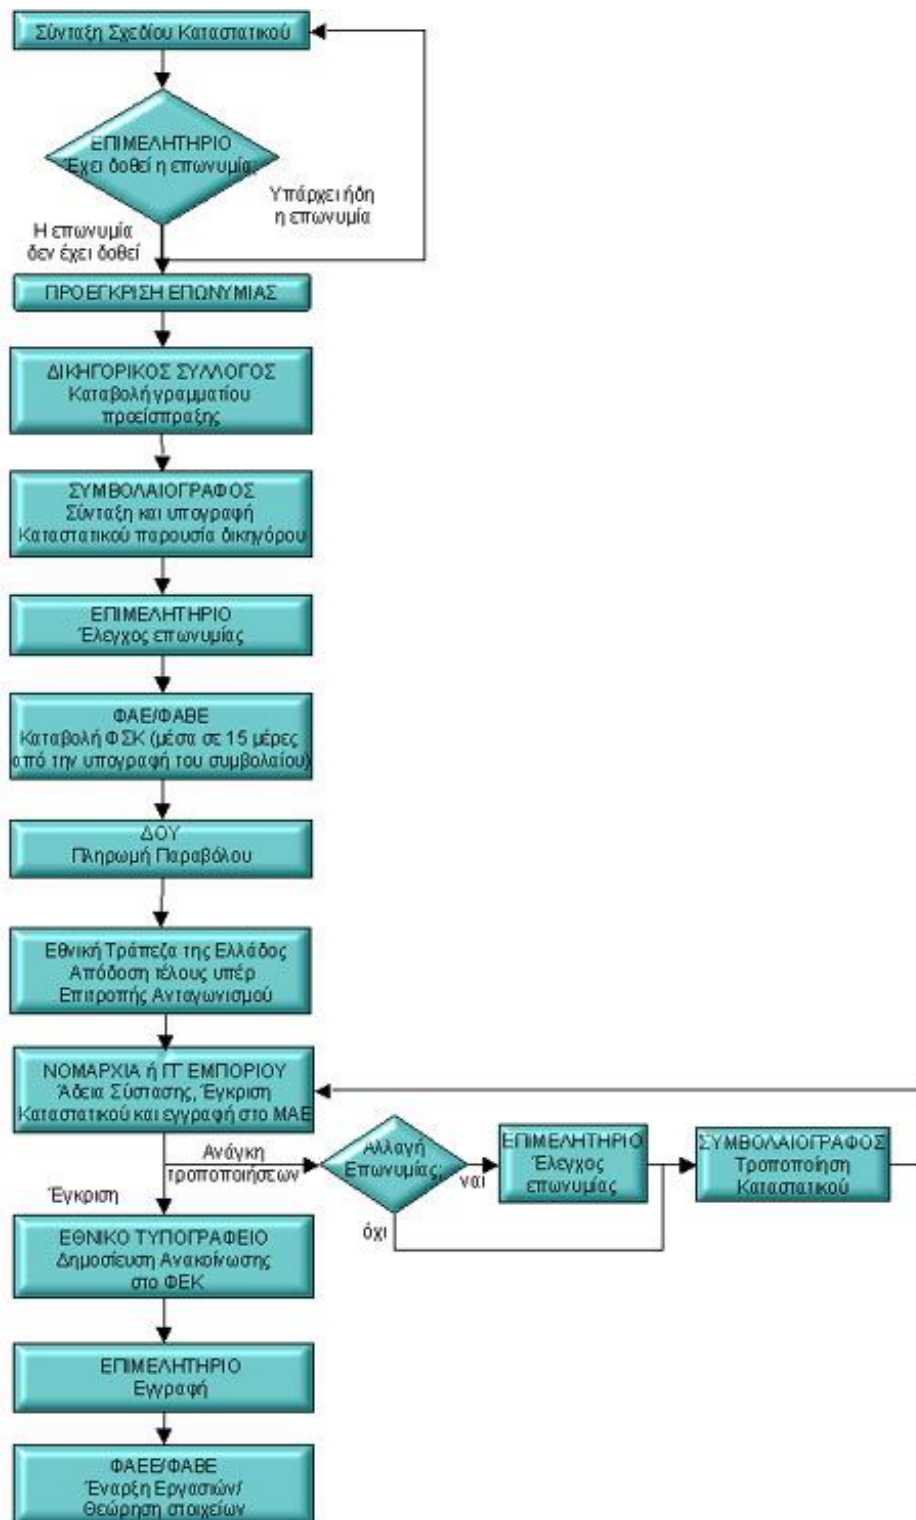 Σύνταξη Σχεδίου Καταστατικού
ΕΠΙΜΕΛΗΤΗΡΙΟ
Έχει δοθεί η επωνυμία;
Υπάρχει ήδη
η επωνυμία
Η επωνυμία
δεν έχει δοθεί
ΠΡΟΕΓΚΡΙΣΗ ΕΠΩΝΥΜΙΑΣ
ΔΙΚΗΓΟΡΙΚΟΣ ΣΥΛΛΟΓΟΣ
Καταβολή γραμματίου
προείσπραξης
ΣΥΜΒΟΛΑΙΟΓΡΑΦΟΣ
Σύνταξη και υπογραφή
Καταστατικού παρουσία δικηγόρου
ΕΠΙΜΕΛΗΤΗΡΙΟ
Έλεγχος επωνυμίας
ΦΑΕ/ΦΑΒΕ
Καταβολή ΦΣΚ (μέσα σε 15 μέρες
από την υπογραφή του συμβολαίου)
ΔΟΥ
Πληρωμή Παραβόλου
Εθνική Τράπεζα της Ελλάδος
Απόδοση τέλους υπέρ
Επιτροπής Ανταγωνισμού
ΝΟΜΑΡΧΙΑ ή ΓΓ ΕΜΠΟΡΙΟΥ
Άδεια Σύστασης, Έγκριση
Καταστατικού και εγγραφή στο ΜΑΕ
Ανάγκη
τροποποιήσεων
Αλλαγή
Επωνυμίας;
ναι
όχι
ΕΠΙΜΕΛΗΤΗΡΙΟ
Έλεγχος
επωνυμίας
ΣΥΜΒΟΛΑΙΟΓΡΑΦΟΣ
Τροποποίηση
Καταστατικού
Έγκριση
ΕΘΝΙΚΟ ΤΥΠΟΓΡΑΦΕΙΟ
Δημοσίευση Ανακοίνωσης
στο ΦΕΚ
ΕΠΙΜΕΛΗΤΗΡΙΟ
Εγγραφή
ΦΑΕΕ/ΦΑΒΕ
Έναρξη Εργασιών/
Θεώρηση στοιχείων